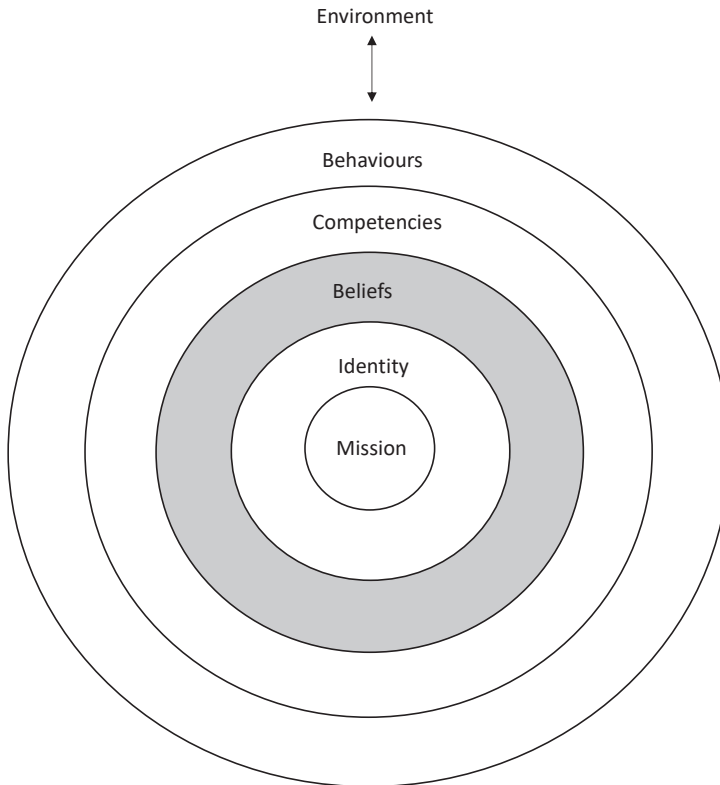 Environment
Behaviours
Competencies
Beliefs
Identity
Mission